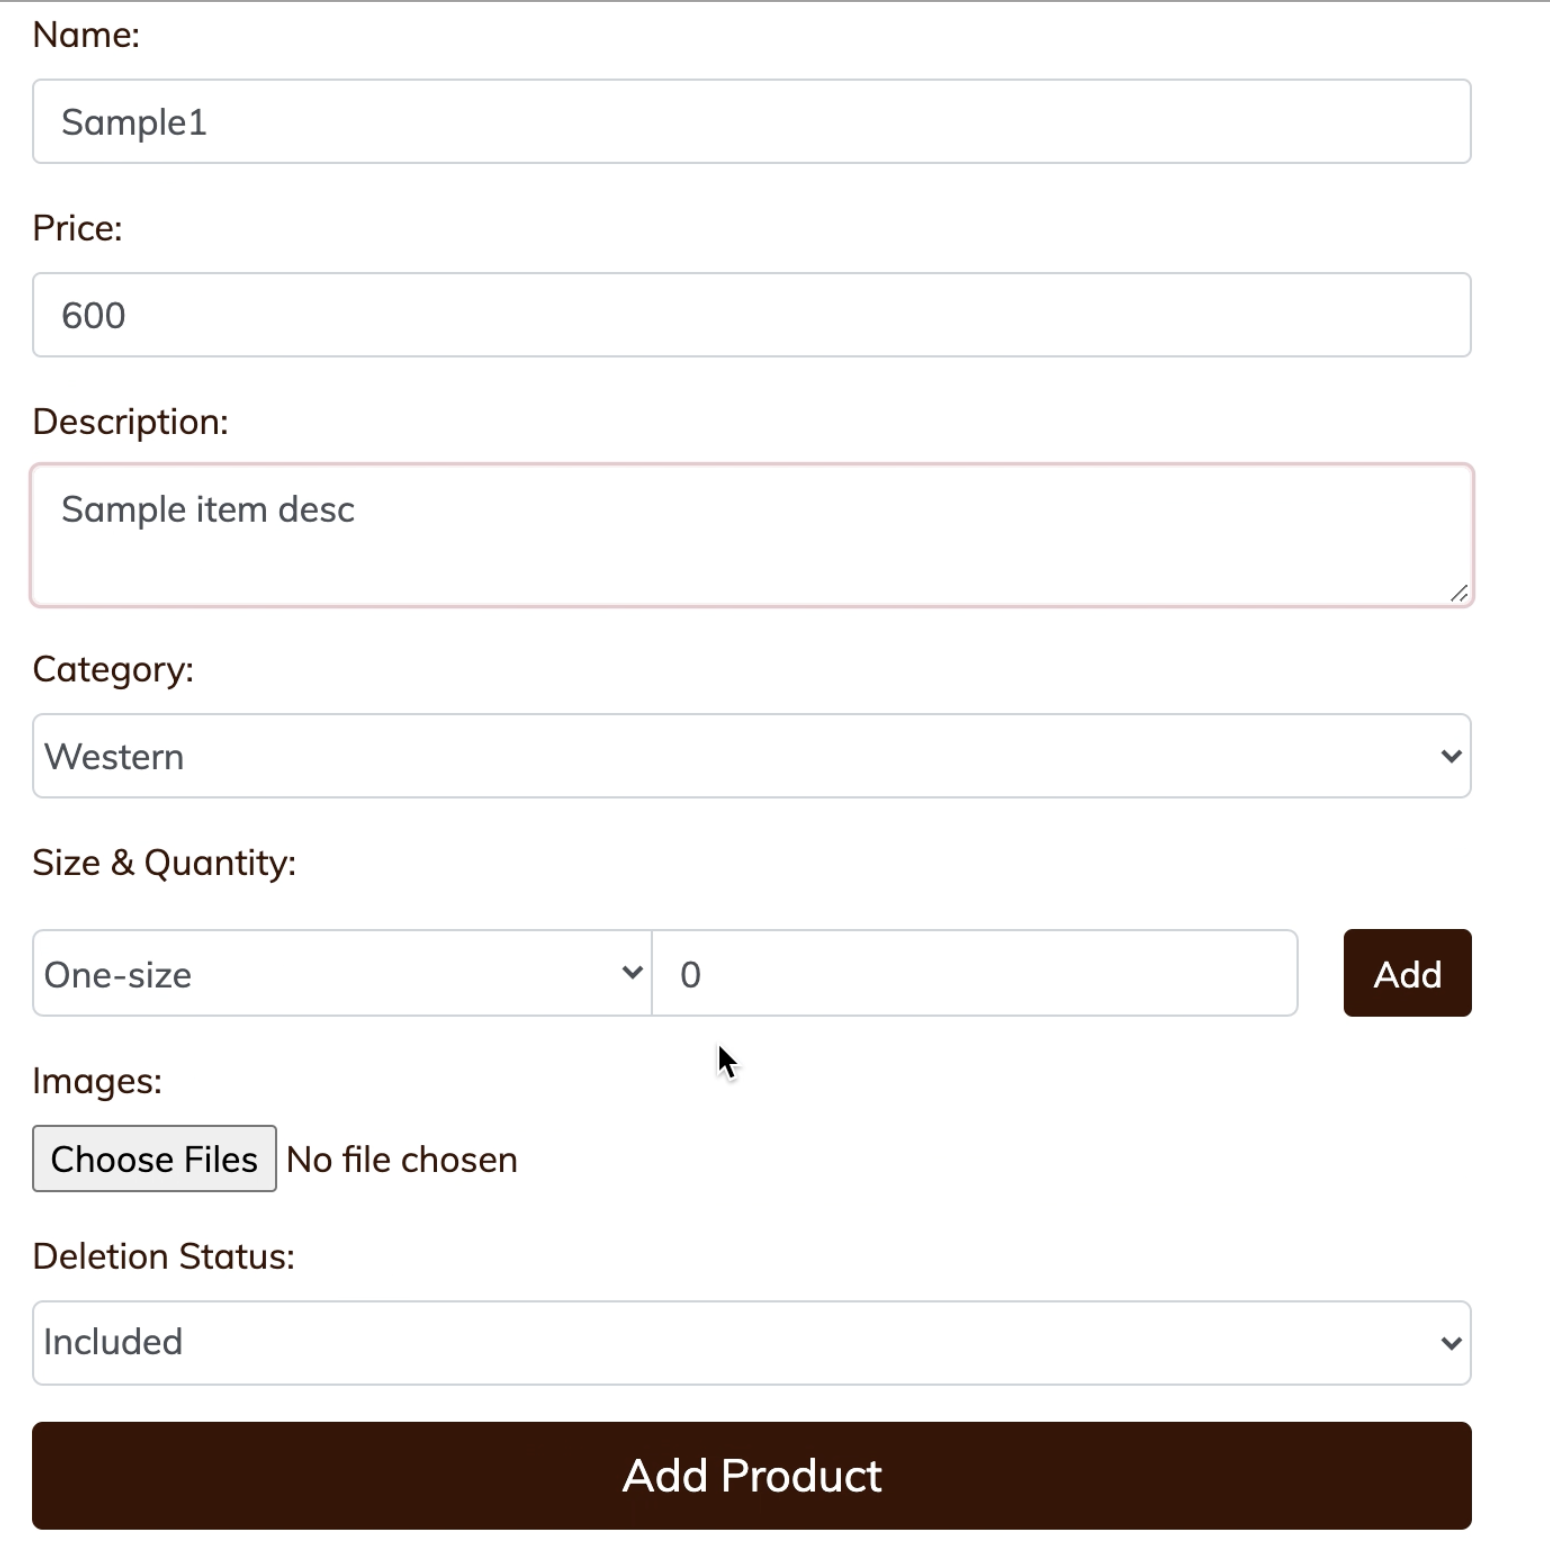 Name:
Sample1
Price:
600
Description:
Sample item desc
Category:
Western
Size & Quantity:
One-size 0 Add
Images:
Choose Files No file chosen
Deletion Status:
Included
Add Product